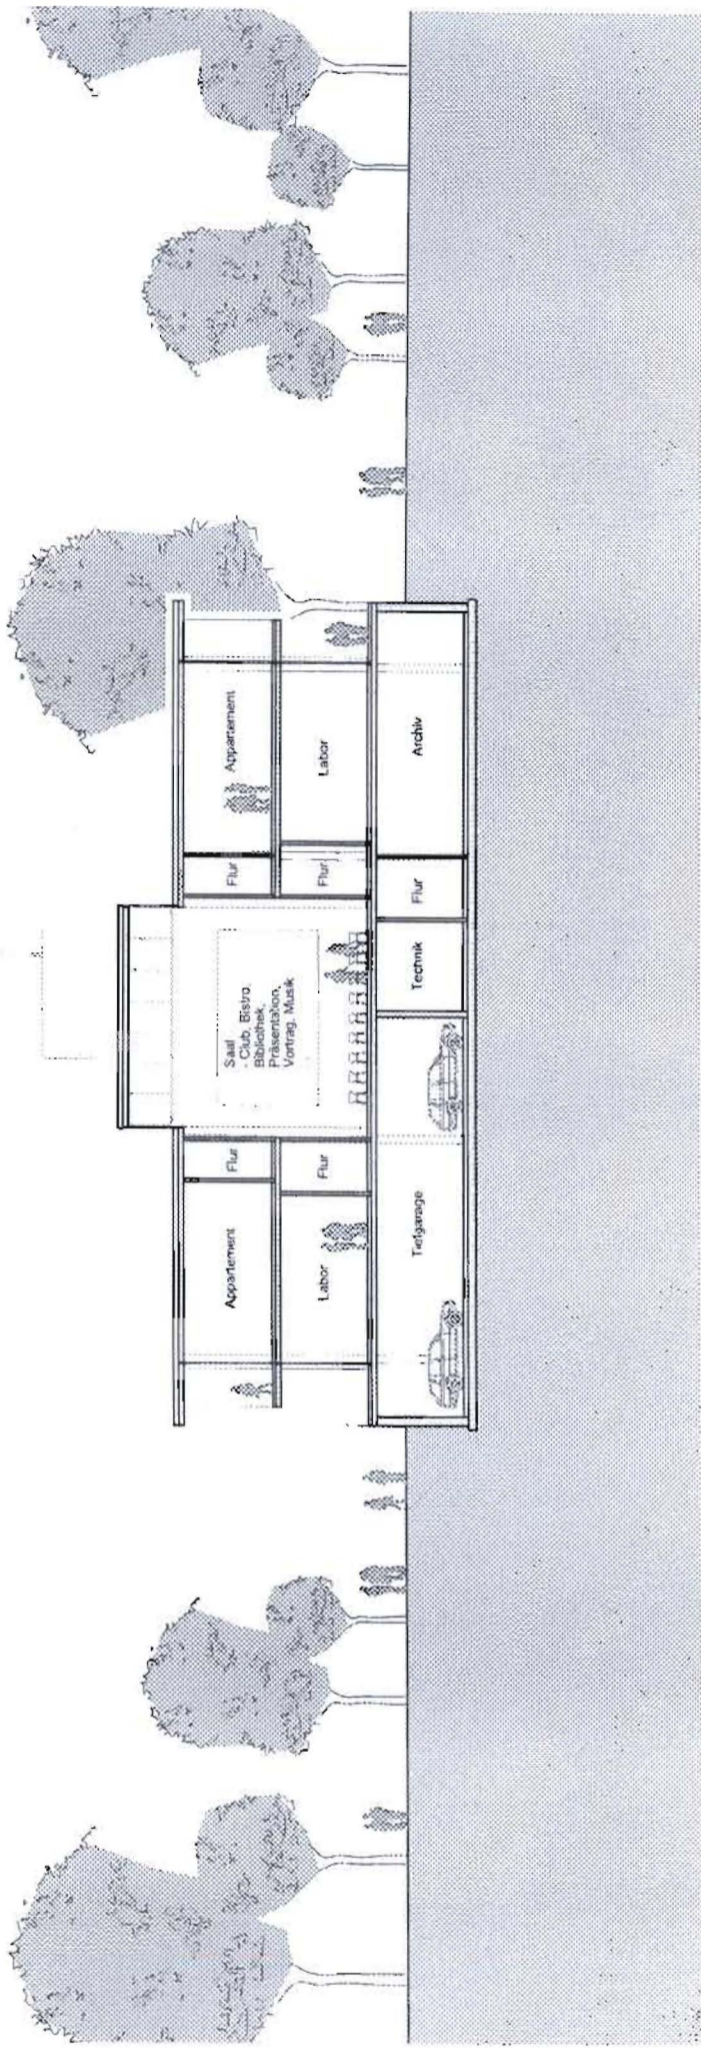 Appartement
Flur
Saal
- Club, Bistro,
Bibliothek,
Präsentation,
Vortrag, Musik
Flur
Appartement
Labor
Flur
Flur
Labor
Tiefgarage
Technik
Flur
Archiv